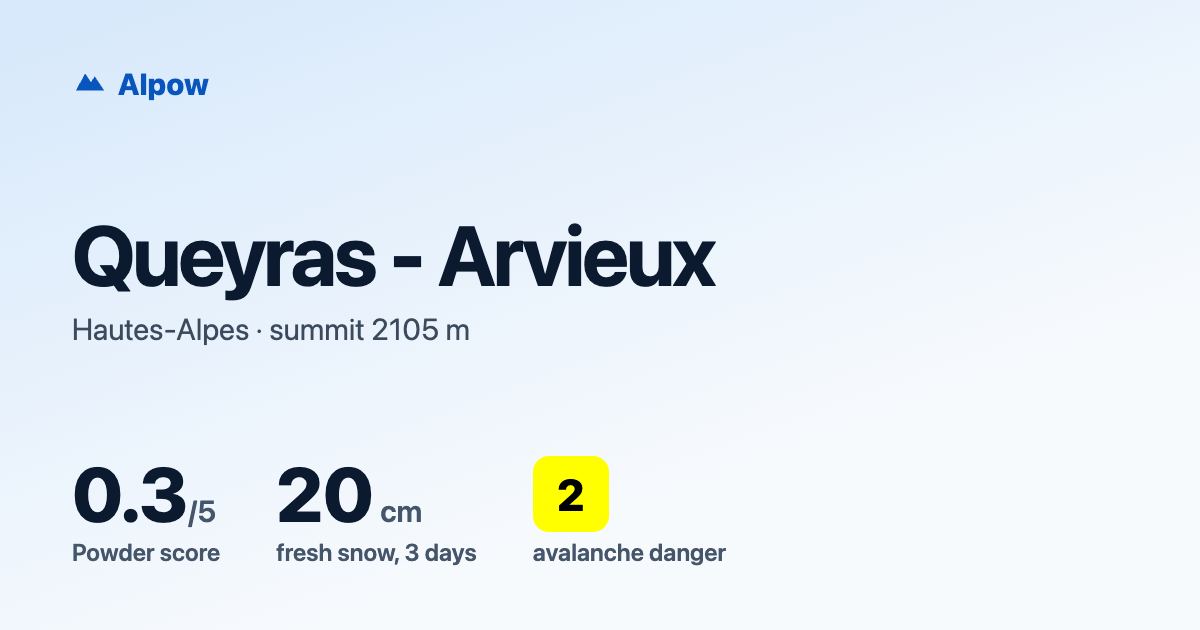 Alpow
Queyras - Arvieux
Hautes-Alpes · summit 2105 m
0.3/5
Powder score
20 cm
fresh snow, 3 days
2
avalanche danger